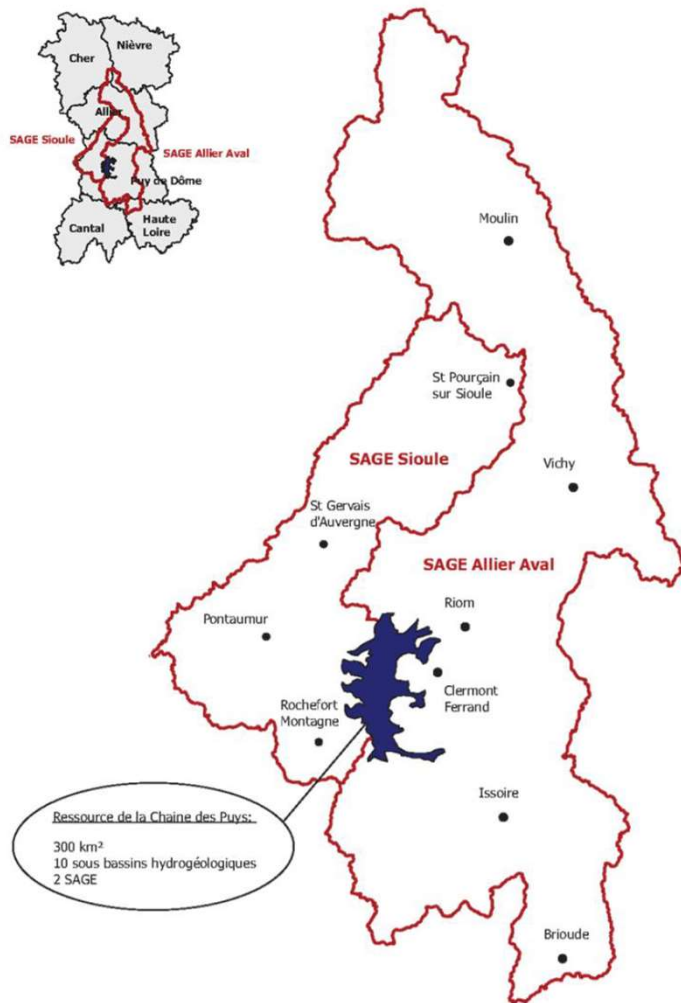 Cher
Nièvre
Allier
SAGE Sioule
SAGE Allier Aval
Puy de Dôme
Cantal
Haute
Loire
Moulin
St Pourçain
sur Sioule
SAGE Sioule
Vichy
St Gervais
d'Auvergne
SAGE Allier Aval
Riom
Pontaumur
Clermont
Ferrand
Rochefort
Montagne
Issoire
Ressource de la Chaine des Puys:
300 km²
10 sous bassins hydrogéologiques
2 SAGE
Brioude